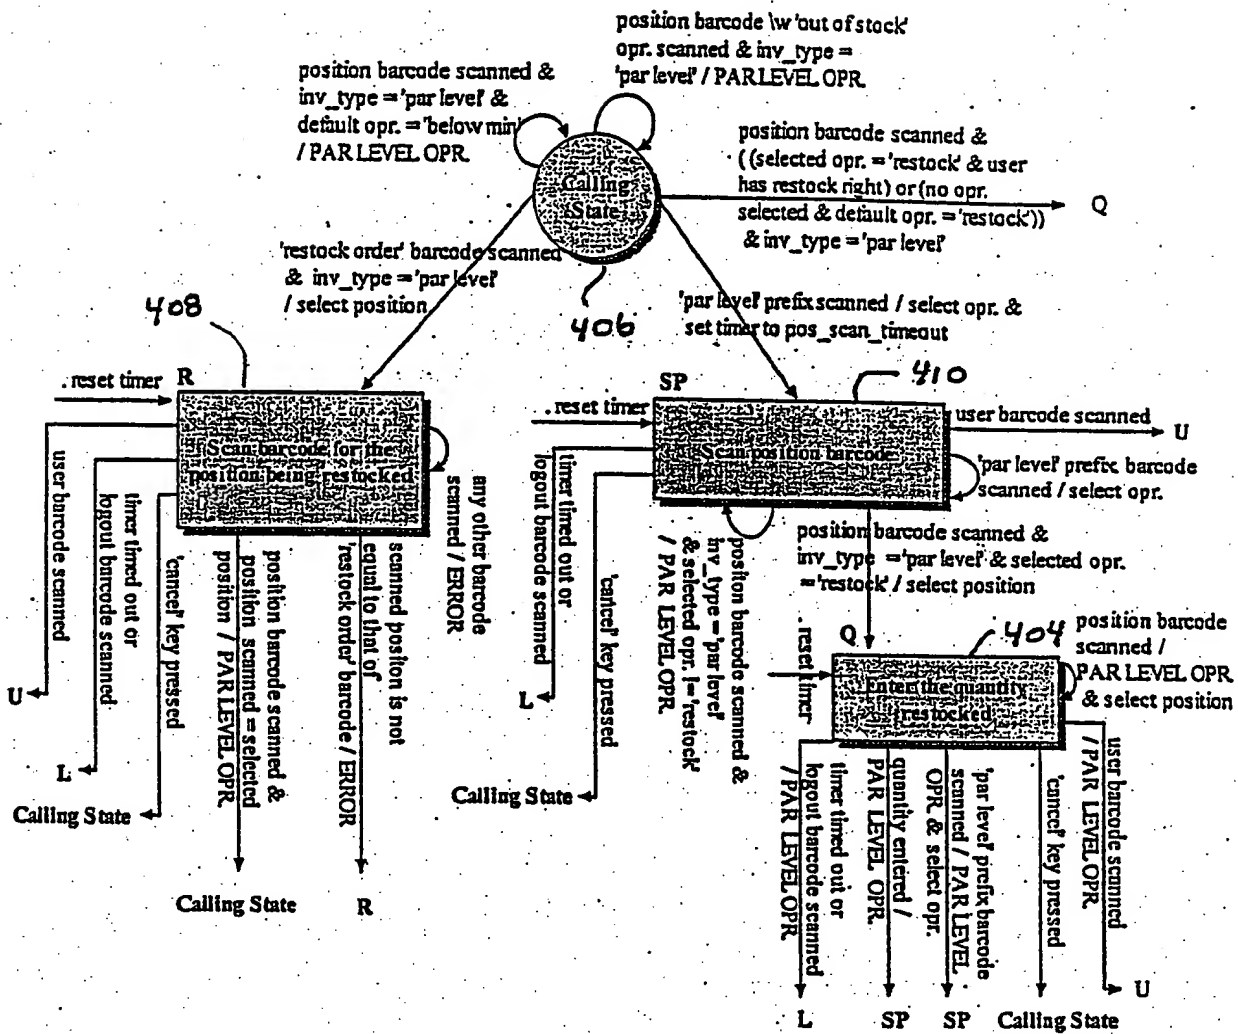 position barcode \w 'out of stock'
opr. scanned & inv_type =
'par level' / PAR LEVEL OPR.
position barcode scanned &
inv_type = 'par level' &
default opr. = 'below min'
/ PAR LEVEL OPR.
position barcode scanned &
((selected opr. = 'restock' & user
has restock right) or (no opr.
selected & default opr. = 'restock'))
& inv_type = 'par level'
Q
Calling
State
406
'restock order' barcode scanned
& inv_type = 'par level'
/ select position
'par level' prefix scanned / select opr. &
set timer to pos_scan_timeout
408
reset timer
R
Scan barcode for the
position being restocked
any other barcode
scanned / ERROR
user barcode scanned
U
timer timed out or
logout barcode scanned
L
'cancel' key pressed
Calling State
position barcode scanned &
position scanned = selected
position / PAR LEVEL OPR.
Calling State
scanned position is not
equal to that of
'restock order' barcode / ERROR
R
410
SP
reset timer
Scan position barcode
user barcode scanned
U
'par level' prefix barcode
scanned / select opr.
timer timed out or
logout barcode scanned
L
'cancel' key pressed
Calling State
position barcode scanned &
inv_type = 'par level'
& selected opr. != 'restock'
/ PAR LEVEL OPR.
position barcode scanned &
inv_type = 'par level' & selected opr.
= 'restock' / select position
404
Q
reset timer
Enter the quantity
restocked
position barcode
scanned /
PAR LEVEL OPR
& select position
timer timed out or
logout barcode scanned
/ PAR LEVEL OPR.
L
quantity entered /
PAR LEVEL OPR.
SP
'par level' prefix barcode
scanned / PAR LEVEL
OPR & select opr.
SP
'cancel' key pressed
Calling State
user barcode scanned
/ PAR LEVEL OPR.
U